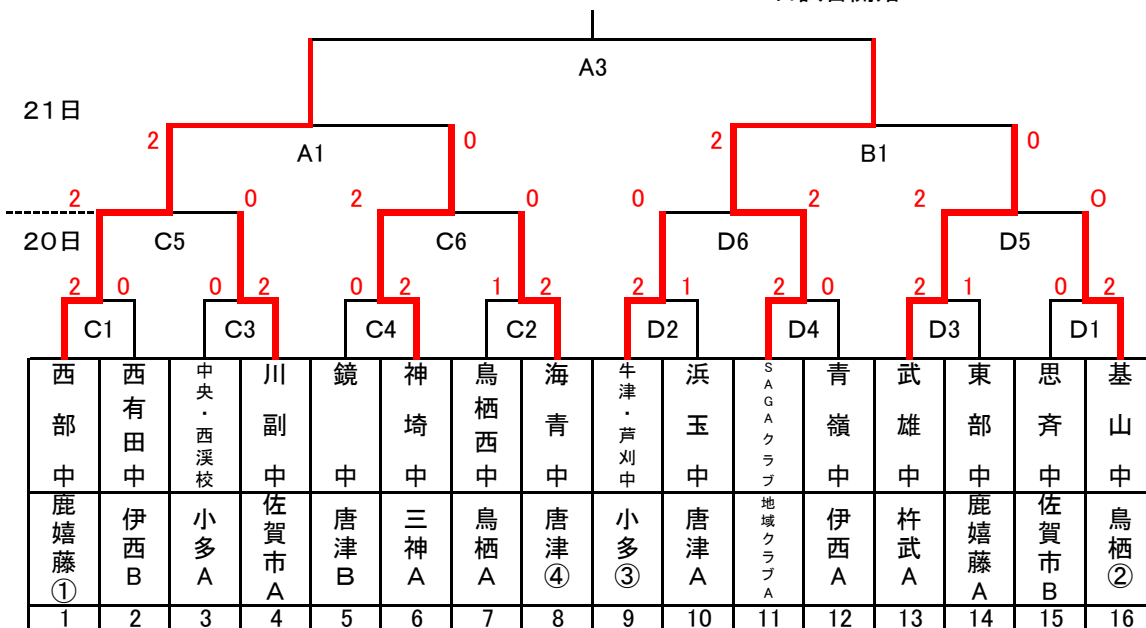 A3
21日
2 A1 0 2 B1 0
2 0 2 0 0 2 2 O
20日 C5 C6 D6 D5
2 0 0 2 0 2 1 2 2 1 2 0 2 1 0 2
C1 C3 C4 C2 D2 D4 D3 D1
西部中 西有田中 中央・西渓校 川副中 鏡中 神埼中 鳥栖西中 海青中 牛津・芦刈中 浜玉中 SAGAクラブ 青嶺中 武雄中 東部中 思斉中 基山中
鹿嬉藤① 伊西B 小多A 佐賀市A 唐津B 三神A 鳥栖A 唐津④ 小多③ 唐津A 地域クラブA 伊西A 杵武A 鹿嬉藤A 佐賀市B 鳥栖②
1 2 3 4 5 6 7 8 9 10 11 12 13 14 15 16